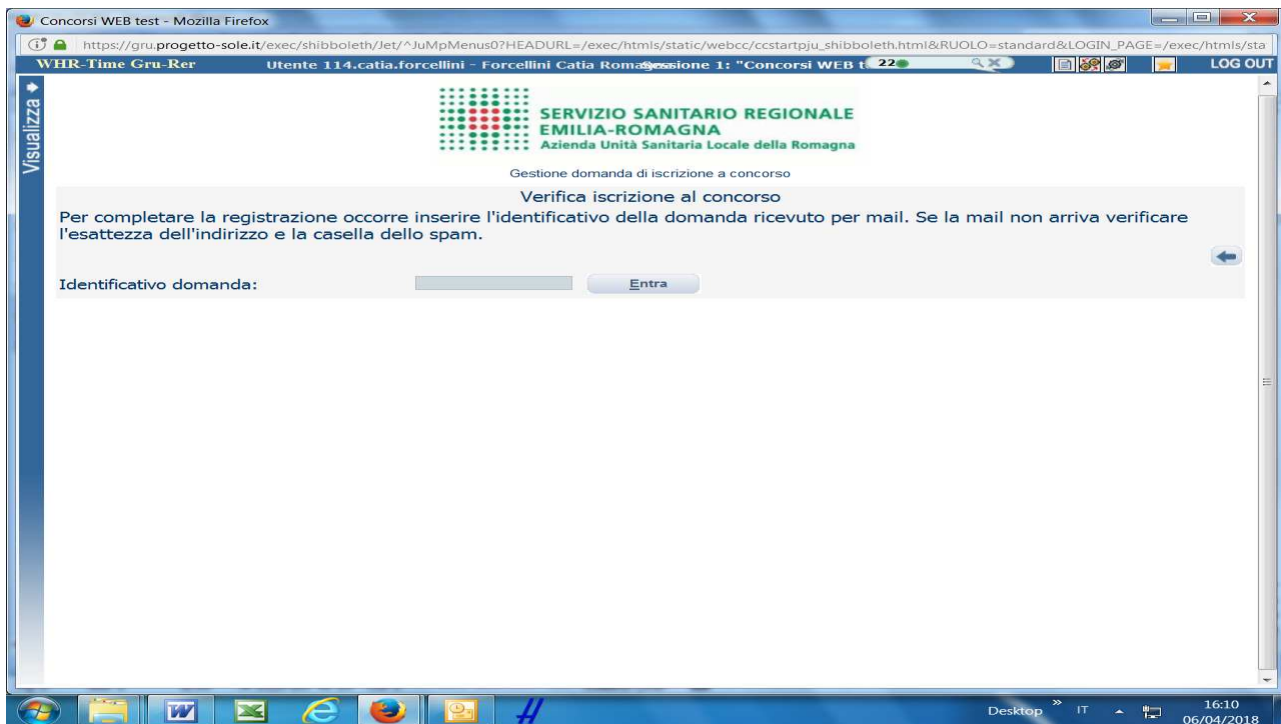 Concorsi WEB test - Mozilla Firefox
https://gru.progetto-sole.it/exec/shibboleth/Jet/^JuMpMenus0?HEADURL=/exec/htmls/static/webcc/ccstartpju_shibboleth.html&RUOLO=standard&LOGIN_PAGE=/exec/htmls/sta
WHR-Time Gru-Rer Utente 114.catia.forcellini - Forcellini Catia 1: "Concorsi WEB t 22 LOG OUT
Visualizza
SERVIZIO SANITARIO REGIONALE
EMILIA-ROMAGNA
Azienda Unità Sanitaria Locale della Romagna
Gestione domanda di iscrizione a concorso
Verifica iscrizione al concorso
Per completare la registrazione occorre inserire l'identificativo della domanda ricevuto per mail. Se la mail non arriva verificare
l'esattezza dell'indirizzo e la casella dello spam.
Identificativo domanda: Entra
Desktop » IT 16:10
06/04/2018